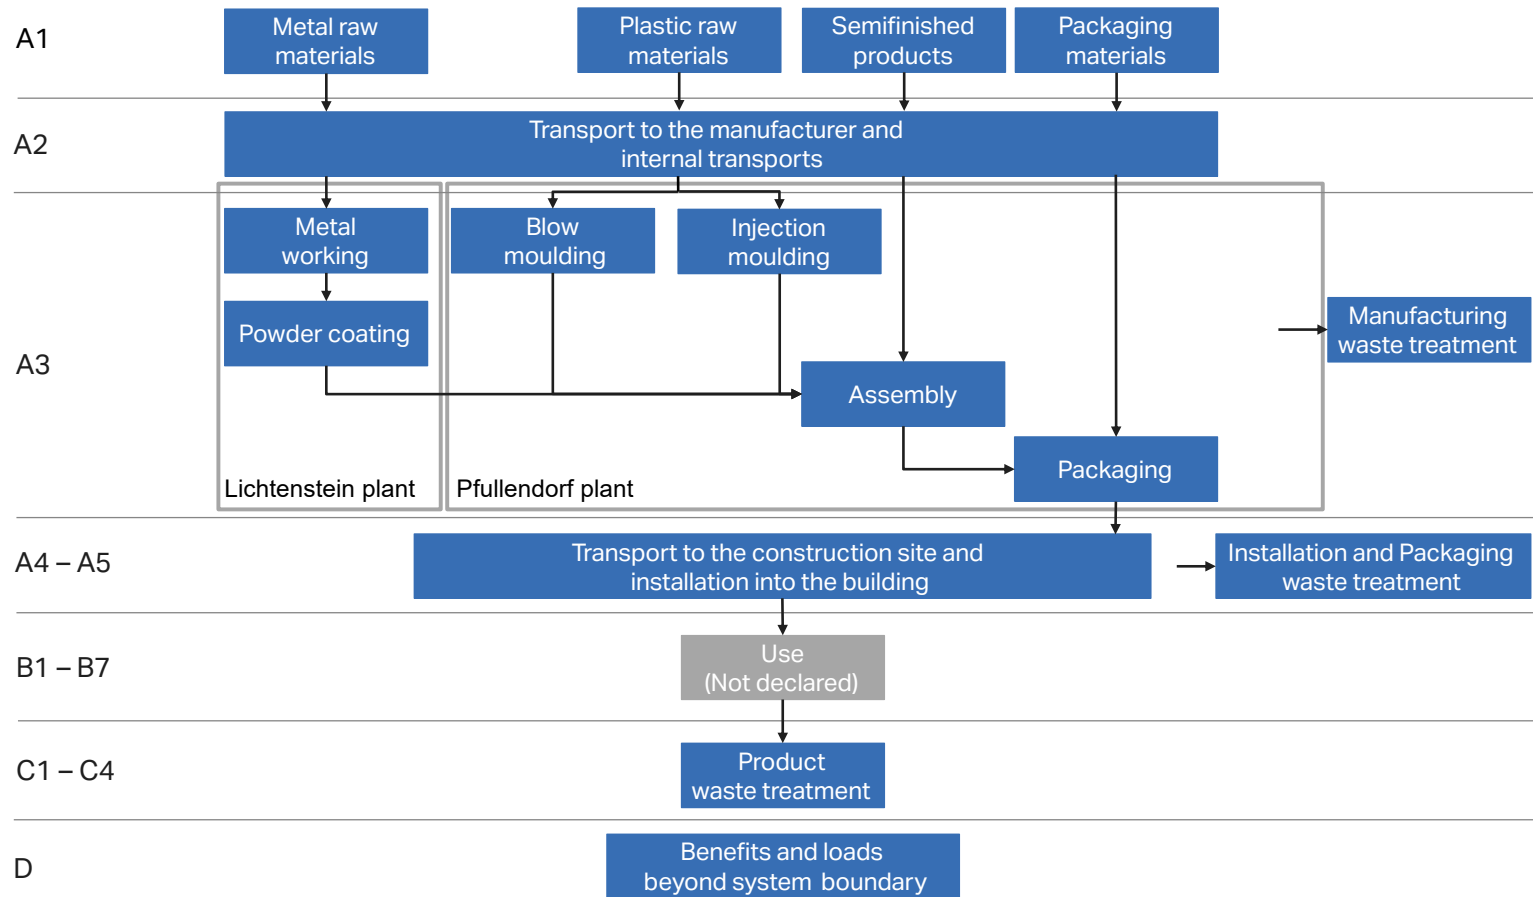 A1
Metal raw
materials
Plastic raw
materials
Semifinished
products
Packaging
materials
A2
Transport to the manufacturer and
internal transports
A3
Metal
working
Blow
moulding
Injection
moulding
Powder coating
Manufacturing
waste treatment
Assembly
Packaging
Lichtenstein plant
Pfullendorf plant
A4 – A5
Transport to the construction site and
installation into the building
Installation and Packaging
waste treatment
B1 – B7
Use
(Not declared)
C1 – C4
Product
waste treatment
D
Benefits and loads
beyond system boundary